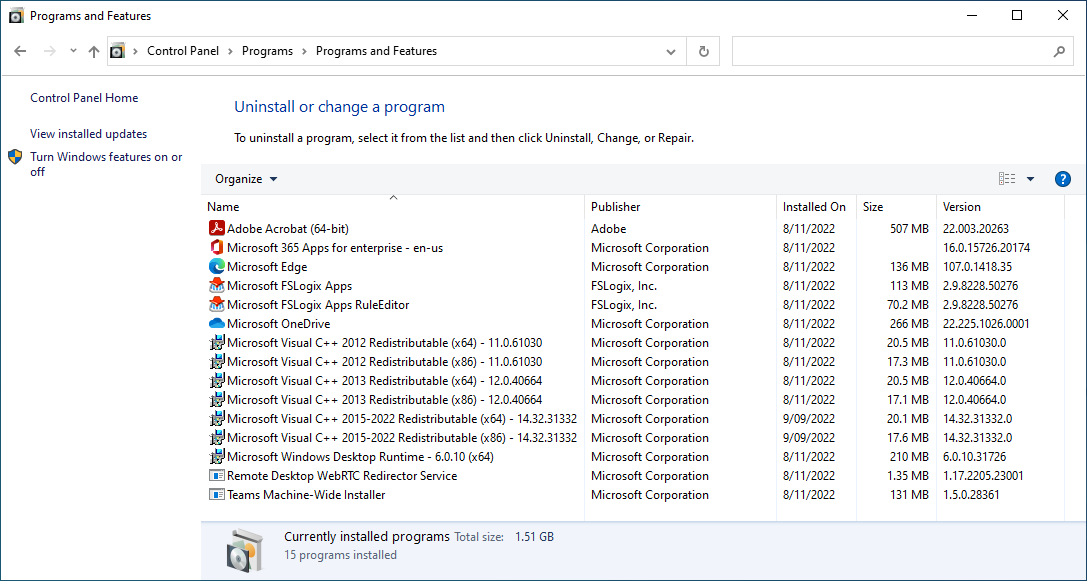 Programs and Features
Control Panel > Programs > Programs and Features
Control Panel Home
View installed updates
Turn Windows features on or
off
Uninstall or change a program
To uninstall a program, select it from the list and then click Uninstall, Change, or Repair.
Organize
?
Name Publisher Installed On Size Version
Adobe Acrobat (64-bit) Adobe 8/11/2022 507 MB 22.003.20263
Microsoft 365 Apps for enterprise - en-us Microsoft Corporation 8/11/2022 16.0.15726.20174
Microsoft Edge Microsoft Corporation 8/11/2022 136 MB 107.0.1418.35
Microsoft FSLogix Apps FSLogix, Inc. 8/11/2022 113 MB 2.9.8228.50276
Microsoft FSLogix Apps RuleEditor FSLogix, Inc. 8/11/2022 70.2 MB 2.9.8228.50276
Microsoft OneDrive Microsoft Corporation 8/11/2022 266 MB 22.225.1026.0001
Microsoft Visual C++ 2012 Redistributable (x64) - 11.0.61030 Microsoft Corporation 8/11/2022 20.5 MB 11.0.61030.0
Microsoft Visual C++ 2012 Redistributable (x86) - 11.0.61030 Microsoft Corporation 8/11/2022 17.3 MB 11.0.61030.0
Microsoft Visual C++ 2013 Redistributable (x64) - 12.0.40664 Microsoft Corporation 8/11/2022 20.5 MB 12.0.40664.0
Microsoft Visual C++ 2013 Redistributable (x86) - 12.0.40664 Microsoft Corporation 8/11/2022 17.1 MB 12.0.40664.0
Microsoft Visual C++ 2015-2022 Redistributable (x64) - 14.32.31332 Microsoft Corporation 9/09/2022 20.1 MB 14.32.31332.0
Microsoft Visual C++ 2015-2022 Redistributable (x86) - 14.32.31332 Microsoft Corporation 9/09/2022 17.6 MB 14.32.31332.0
Microsoft Windows Desktop Runtime - 6.0.10 (x64) Microsoft Corporation 8/11/2022 210 MB 6.0.10.31726
Remote Desktop WebRTC Redirector Service Microsoft Corporation 8/11/2022 1.35 MB 1.17.2205.23001
Teams Machine-Wide Installer Microsoft Corporation 8/11/2022 131 MB 1.5.0.28361
Currently installed programs Total size: 1.51 GB
15 programs installed